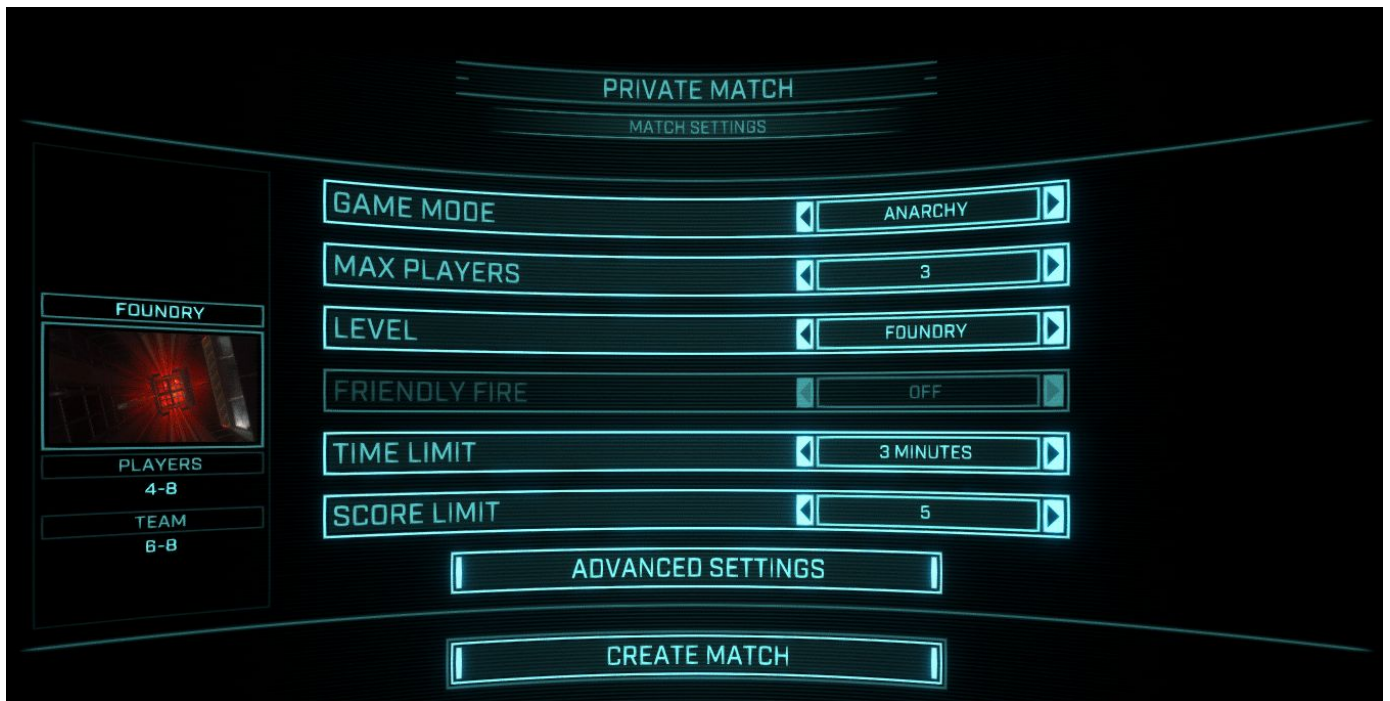 PRIVATE MATCH
MATCH SETTINGS
GAME MODE ANARCHY
MAX PLAYERS 3
LEVEL FOUNDRY
FRIENDLY FIRE OFF
TIME LIMIT 3 MINUTES
SCORE LIMIT 5
ADVANCED SETTINGS
CREATE MATCH
FOUNDRY
PLAYERS
4-8
TEAM
6-8